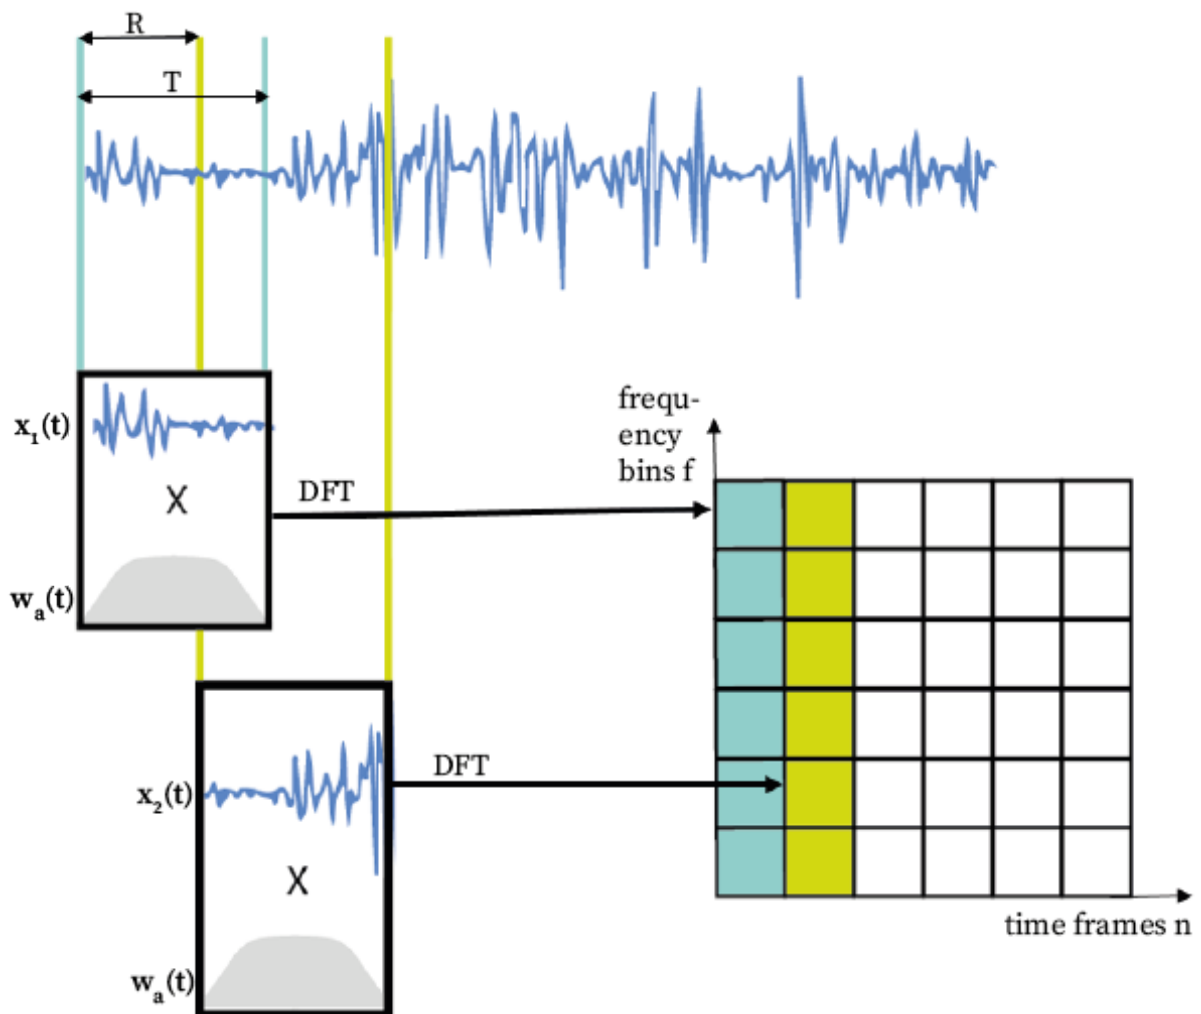 R
T
frequ-
ency
bins f
x₁(t)
X
DFT
wₐ(t)
DFT
x₂(t)
X
time frames n
wₐ(t)